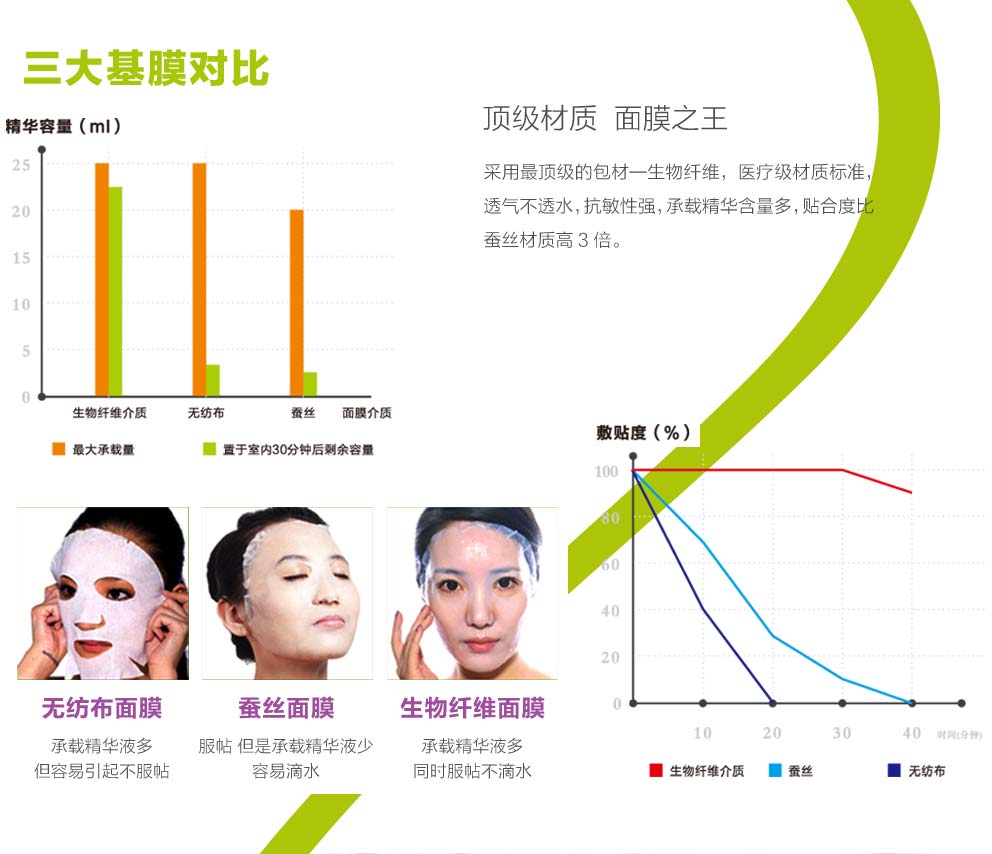 三大基膜对比
精华容量（ml）
25
20
15
10
5
0
生物纤维介质
无纺布
蚕丝
面膜介质
最大承载量
置于室内30分钟后剩余容量
顶级材质 面膜之王
采用最顶级的包材一生物纤维，医疗级材质标准，
透气不透水，抗敏性强，承载精华含量多，贴合度比
蚕丝材质高 3 倍。
敷贴度（%）
100
80
60
40
20
0
10
20
30
40
时间(分钟)
生物纤维介质
蚕丝
无纺布
无纺布面膜
承载精华液多
但容易引起不服帖
蚕丝面膜
服帖 但是承载精华液少
容易滴水
生物纤维面膜
承载精华液多
同时服帖不滴水